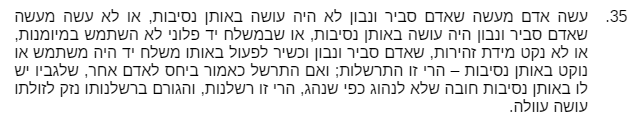 35. עשה אדם מעשה שאדם סביר ונבון לא היה עושה באותן נסיבות, או לא עשה מעשה
שאדם סביר ונבון היה עושה באותן נסיבות, או שבמשלח יד פלוני לא השתמש במיומנות,
או לא נקט מידת זהירות, שאדם סביר ונבון וכשיר לפעול באותו משלח יד היה משתמש או
נוקט באותן נסיבות – הרי זו התרשלות; ואם התרשל כאמור ביחס לאדם אחר, שלגביו יש
לו באותן נסיבות חובה שלא לנהוג כפי שנהג, הרי זו רשלנות, והגורם ברשלנותו נזק לזולתו
עושה עוולה.